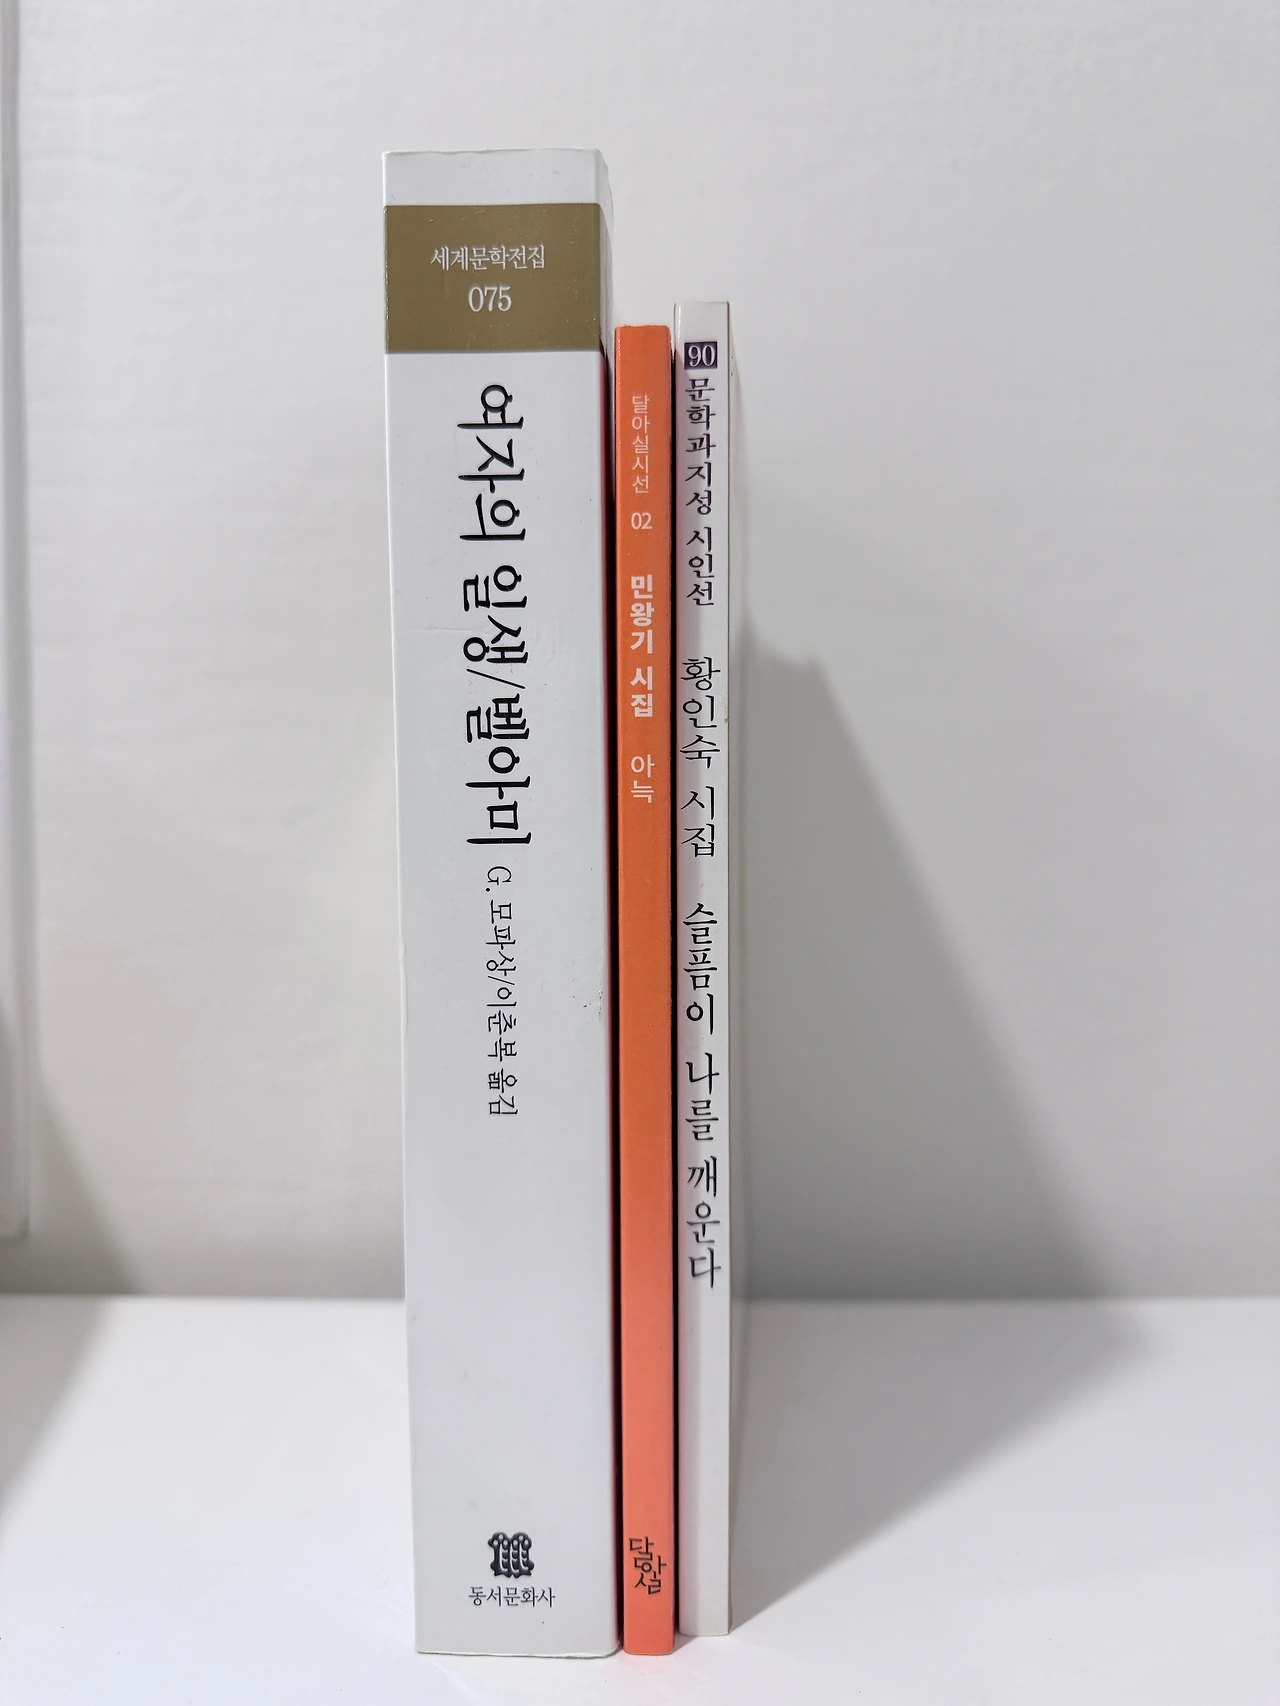 세계문학전집
075
여자의 일생/벨아미 G. 모파상/이춘복 옮김
동서문화사
달아실시선 02 민왕기 시집 아늑
달아실
90 문학과지성 시인선 황인숙 시집 슬픔이 나를 깨운다